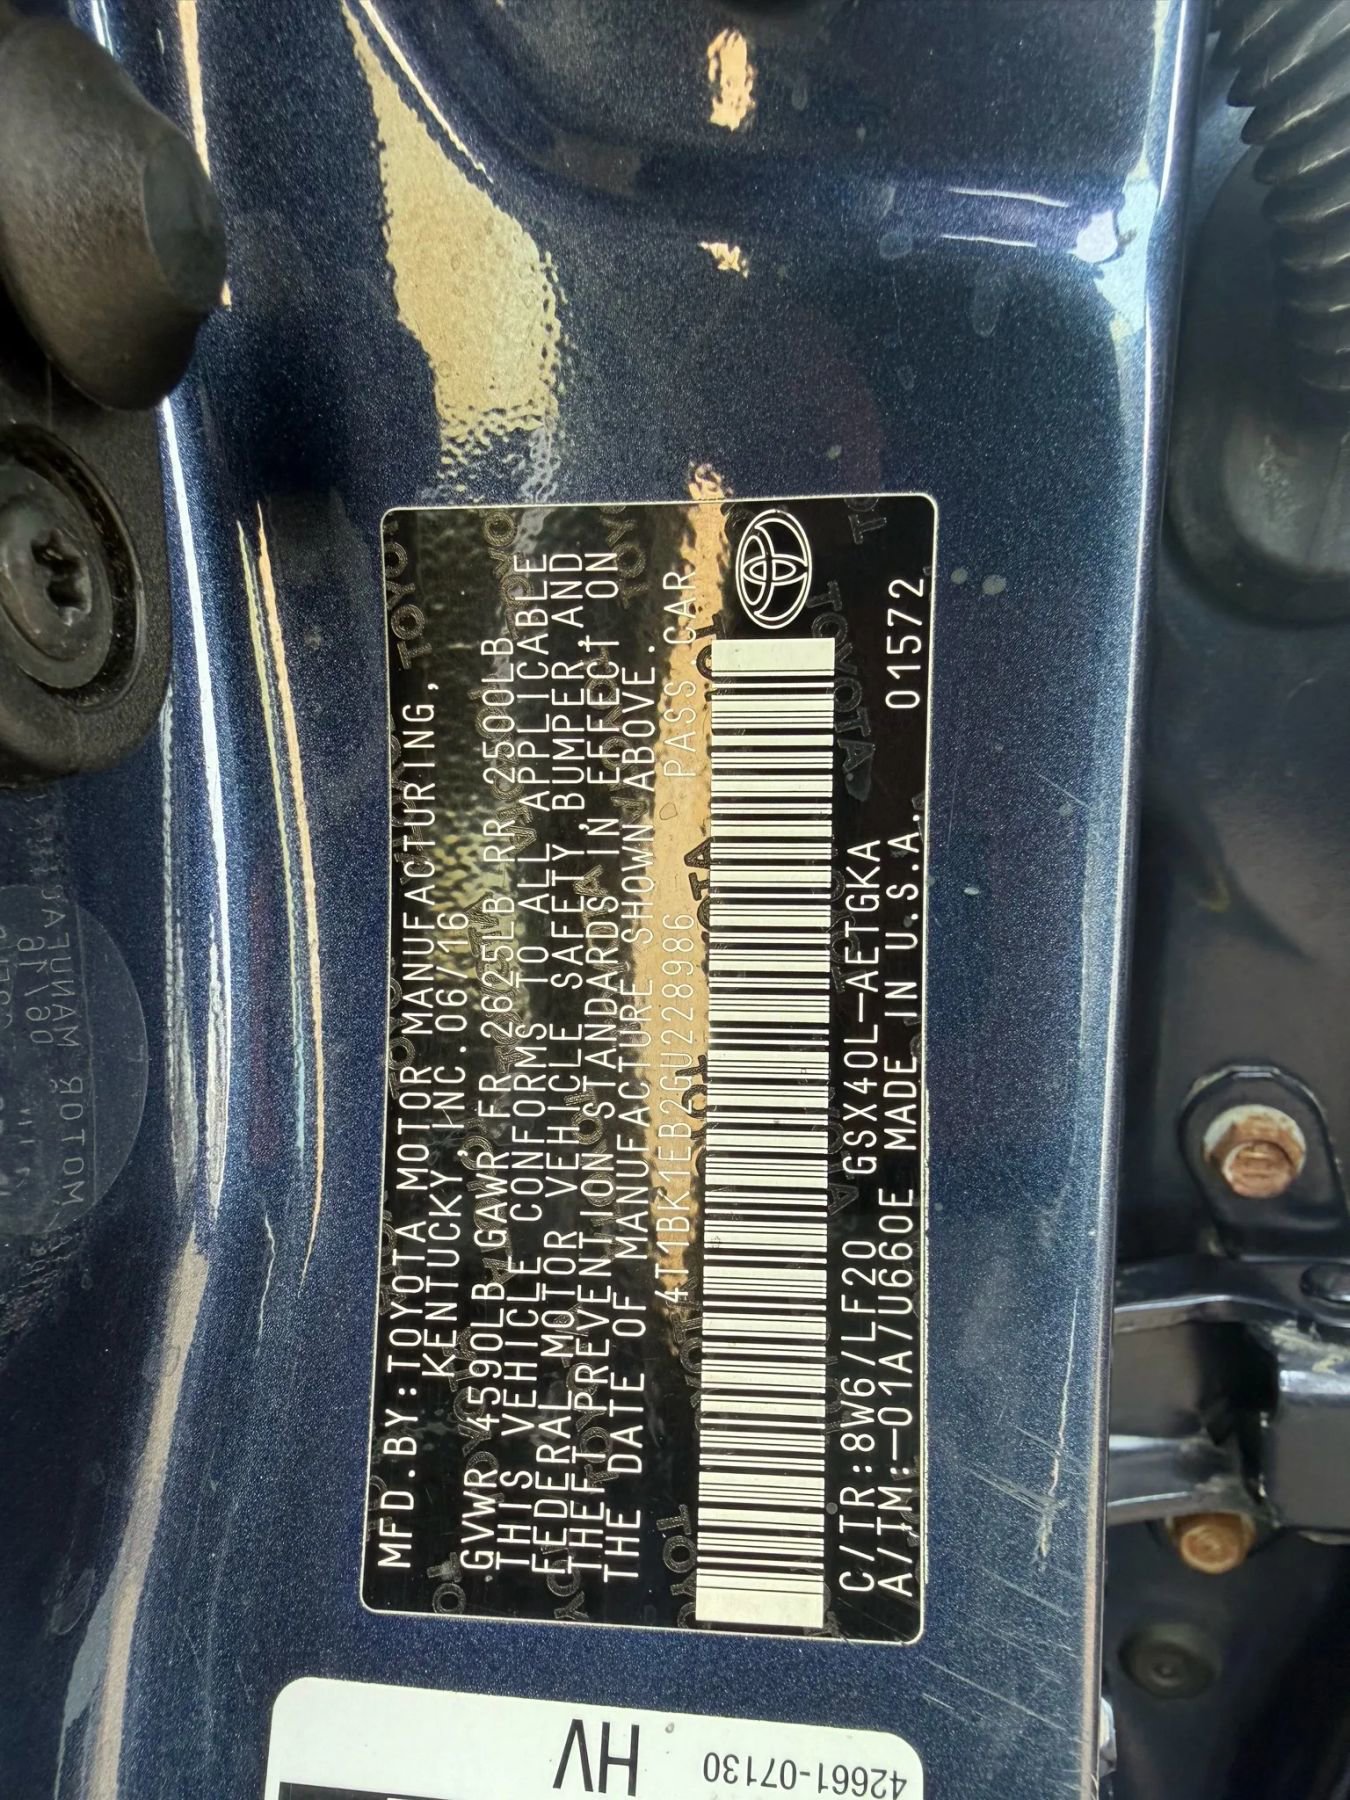 MFD.BY:TOYOTA MOTOR MANUFACTURING,
KENTUCKY, INC. 06/16
GVWR 4590LB GAWR FR 2625LB RR 2500LB
THIS VEHICLE CONFORMS TO ALL APPLICABLE
FEDERAL MOTOR VEHICLE SAFETY, BUMPER, AND
THEFT PREVENTION STANDARDS IN EFFECT ON
THE DATE OF MANUFACTURE SHOWN ABOVE.
4T1BK1EB2GU228986 PASS.CAR
C/TR:8W6/LF20 GSX40L-AETGKA
A/TM:-01A/U660E MADE IN U.S.A. 01572
HV
42661-07130